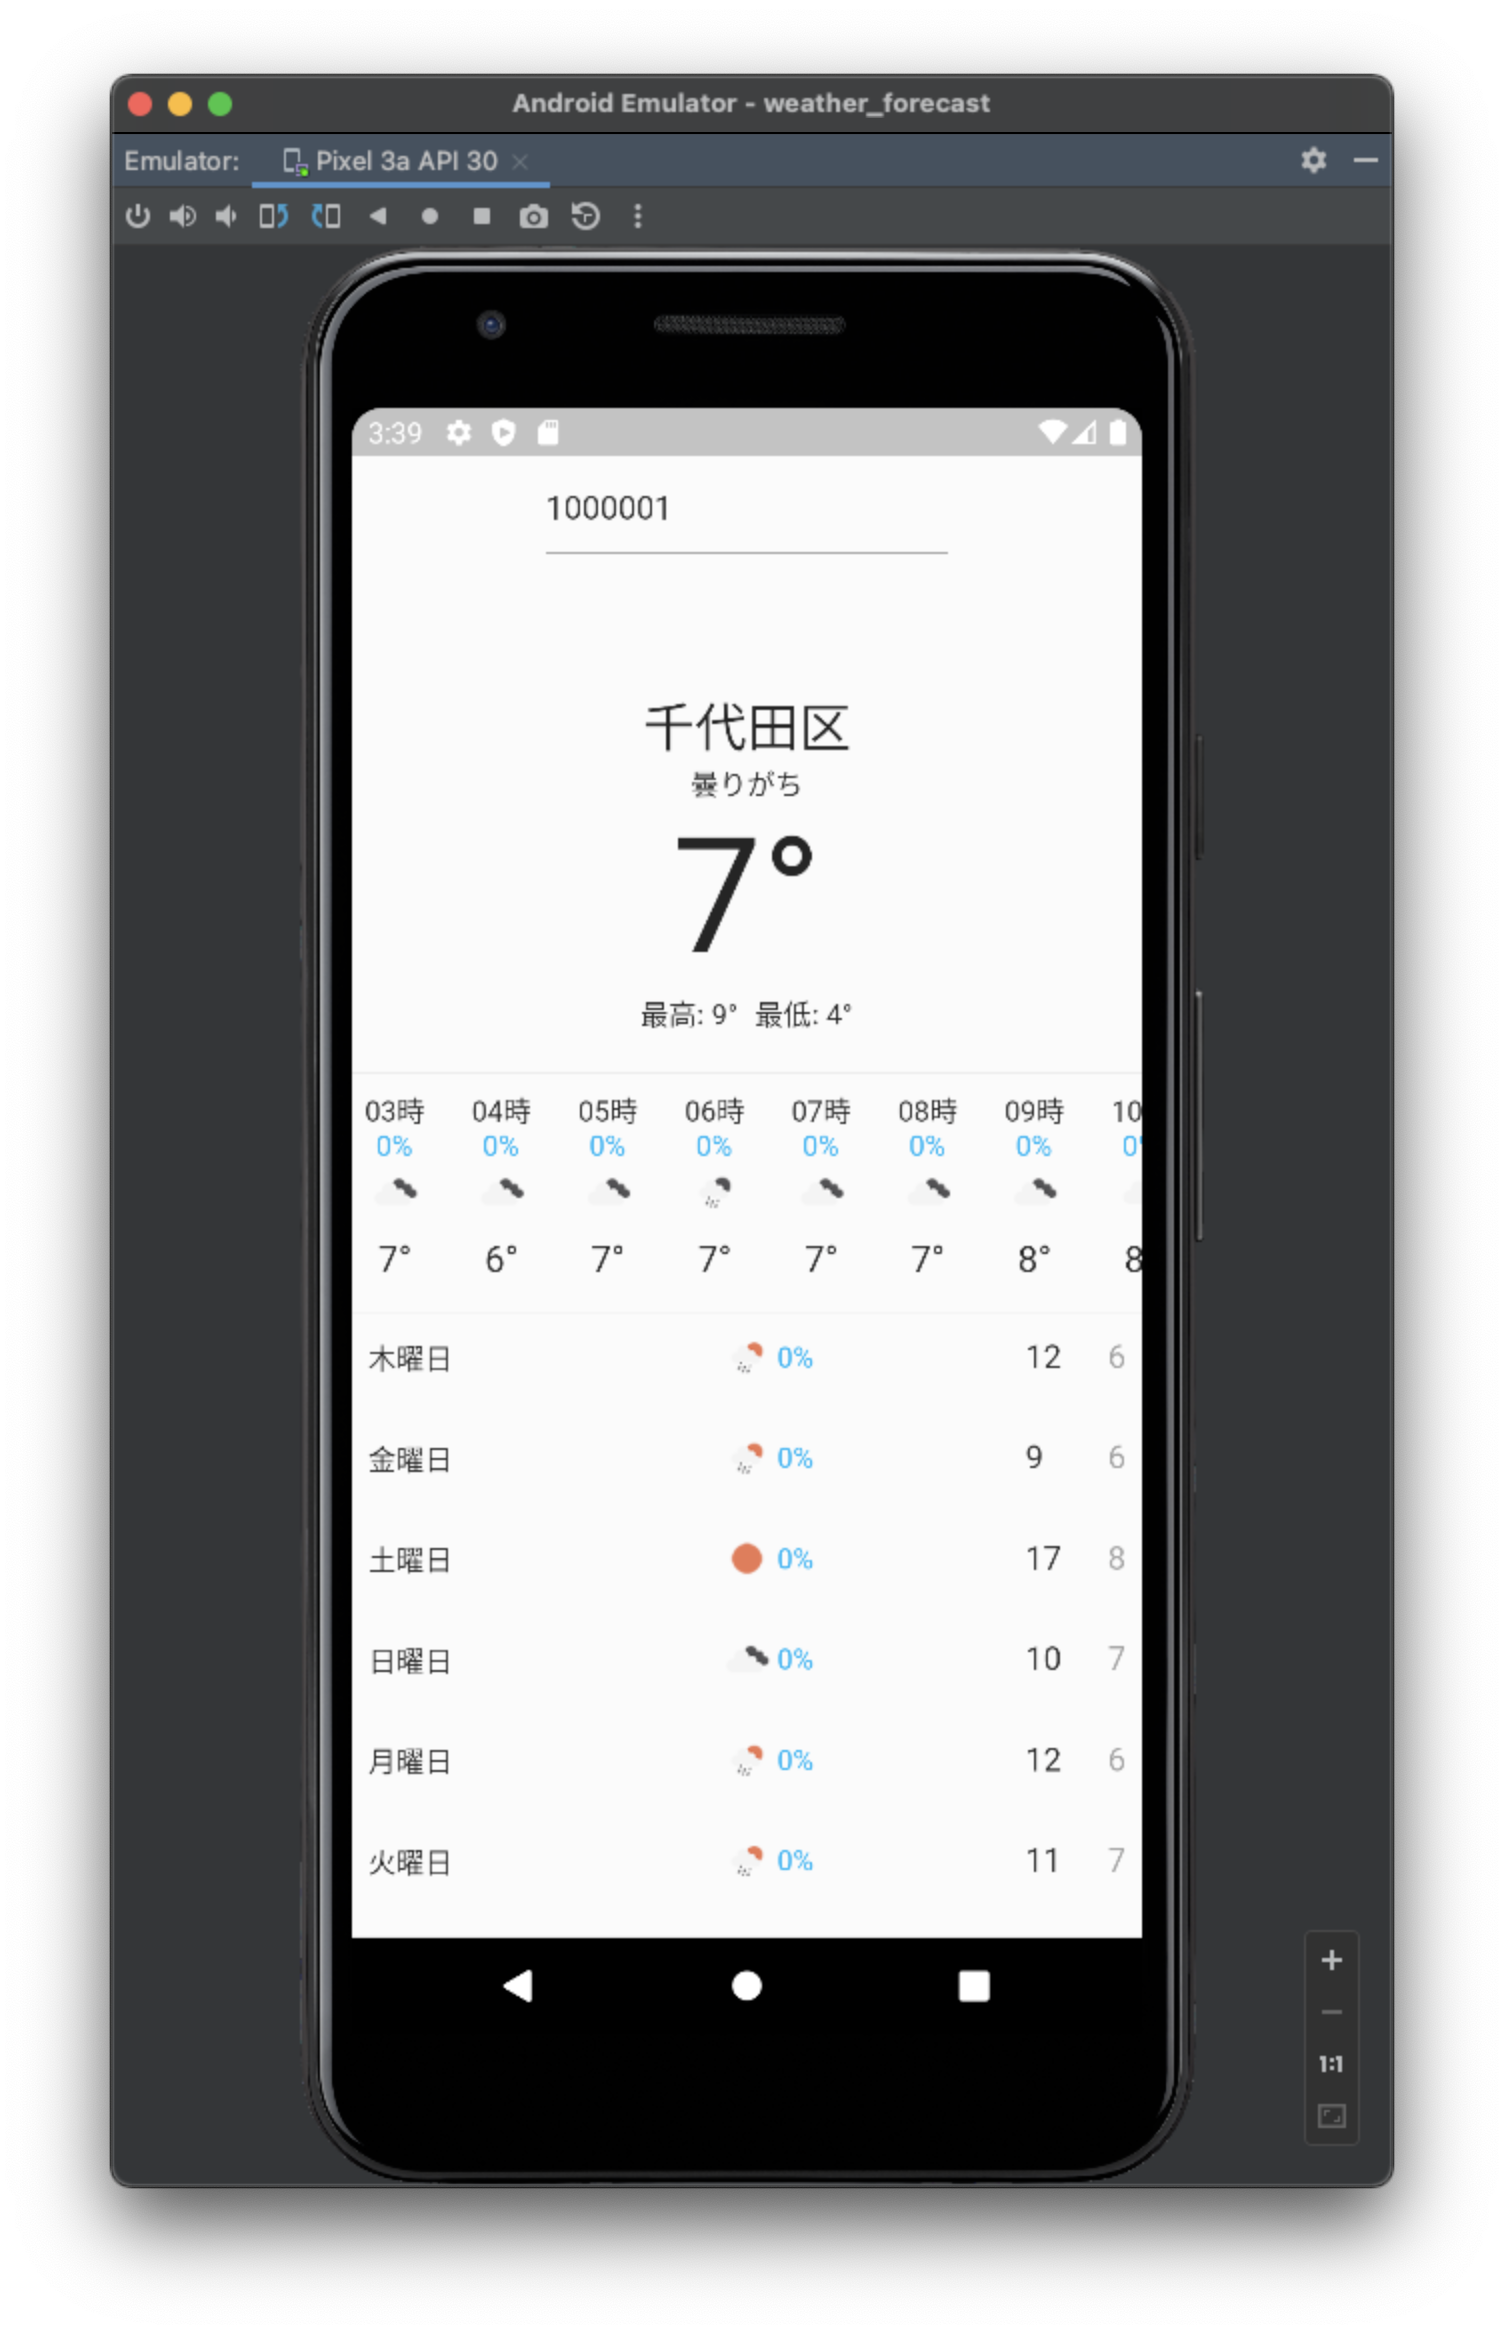 Android Emulator - weather_forecast
Emulator: Pixel 3a API 30
3:39
1000001
千代田区
曇りがち
7°
最高: 9° 最低: 4°
03時 04時 05時 06時 07時 08時 09時 10
0% 0% 0% 0% 0% 0% 0% 0
7° 6° 7° 7° 7° 7° 8° 8
木曜日 0% 12 6
金曜日 0% 9 6
土曜日 0% 17 8
日曜日 0% 10 7
月曜日 0% 12 6
火曜日 0% 11 7
1:1